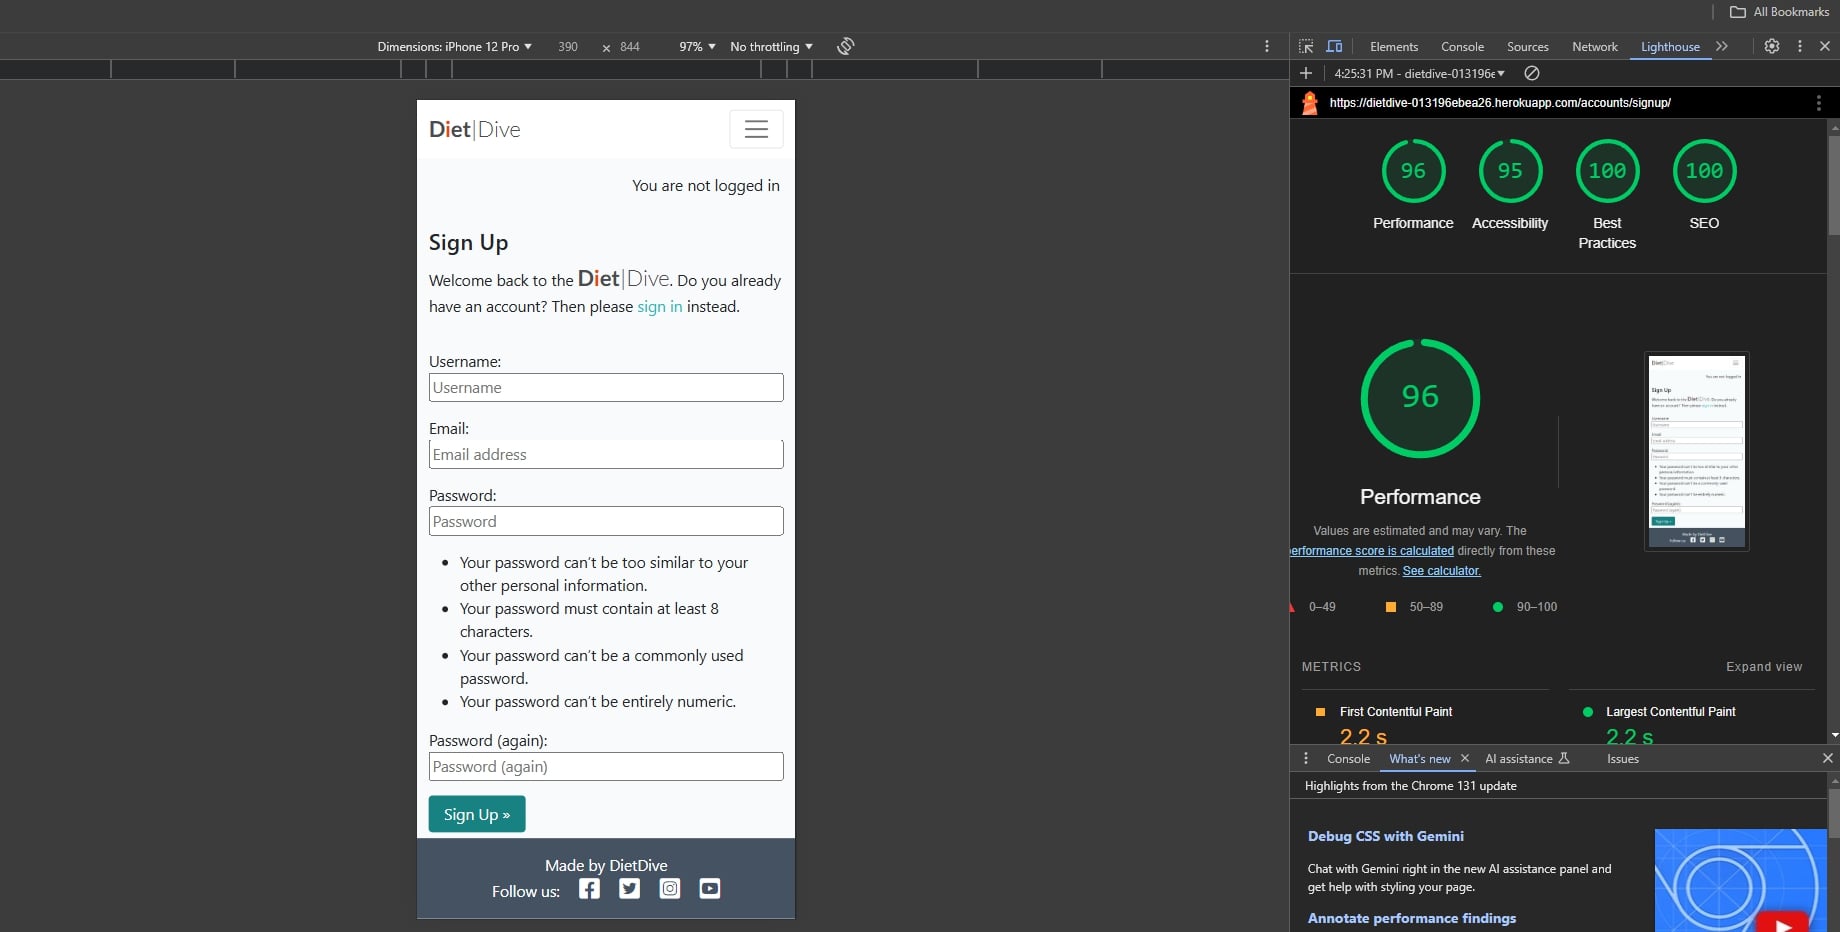 All Bookmarks
Dimensions: iPhone 12 Pro 390 × 844 97% No throttling
Elements Console Sources Network Lighthouse
4:25:31 PM - dietdive-013196e
https://dietdive-013196ebea26.herokuapp.com/accounts/signup/
Diet|Dive
You are not logged in
Sign Up
Welcome back to the Diet|Dive. Do you already
have an account? Then please sign in instead.
Username:
Username
Email:
Email address
Password:
Password
• Your password can’t be too similar to your
other personal information.
• Your password must contain at least 8
characters.
• Your password can’t be a commonly used
password.
• Your password can’t be entirely numeric.
Password (again):
Password (again)
Sign Up »
Made by DietDive
Follow us:
96 95 100 100
Performance Accessibility Best
Practices SEO
96
Performance
Values are estimated and may vary. The
performance score is calculated directly from these
metrics. See calculator.
0–49 50–89 90–100
METRICS Expand view
First Contentful Paint
2.2 s
Largest Contentful Paint
2.2 s
Console What's new AI assistance Issues
Highlights from the Chrome 131 update
Debug CSS with Gemini
Chat with Gemini right in the new AI assistance panel and
get help with styling your page.
Annotate performance findings